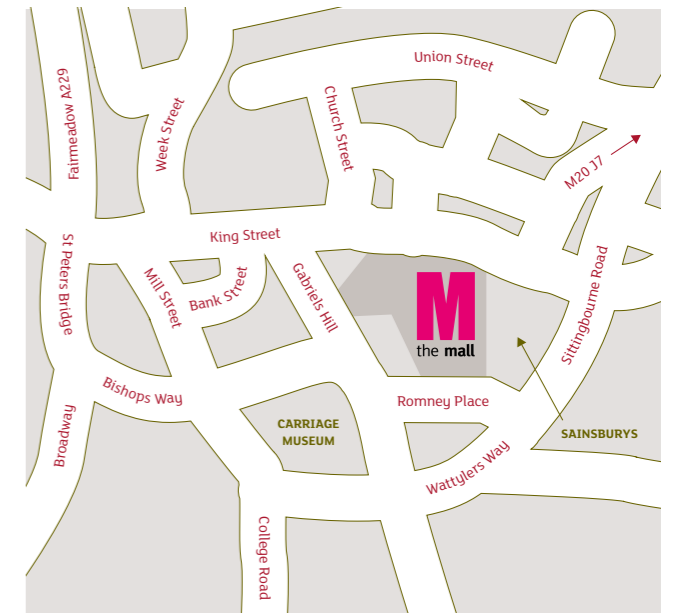 Union Street
Fairmeadow A229
Week Street
Church Street
M20 J7
King Street
St Peters Bridge
Mill Street
Bank Street
Gabriels Hill
M
the mall
Sittingbourne Road
Bishops Way
Romney Place
Broadway
CARRIAGE
MUSEUM
SAINSBURYS
Wattylers Way
College Road